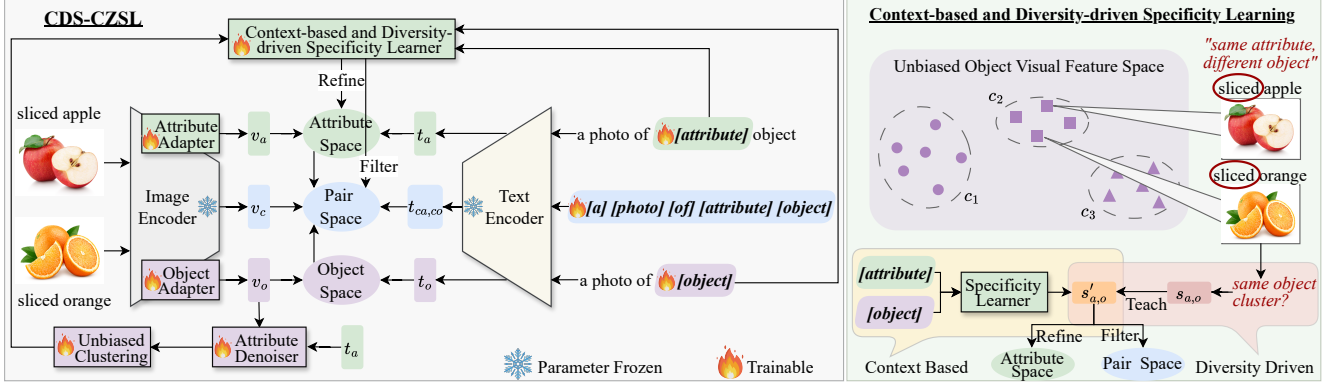 CDS-CZSL
Context-based and Diversity-
driven Specificity Learner
Refine
sliced apple
Attribute
Adapter
v_a
Attribute
Space
t_a
a photo of [attribute] object
Filter
Image
Encoder
v_c
Pair
Space
t_{ca,co}
Text
Encoder
[a] [photo] [of] [attribute] [object]
Object
Adapter
v_o
Object
Space
t_o
a photo of [object]
sliced orange
Unbiased
Clustering
Attribute
Denoiser
t_a
Parameter Frozen
Trainable
Context-based and Diversity-driven Specificity Learning
"same attribute,
different object"
Unbiased Object Visual Feature Space
c_2
sliced apple
sliced orange
c_1
c_3
[attribute]
[object]
Specificity
Learner
s'_{a,o}
Teach
s_{a,o}
same object
cluster?
Refine
Filter
Context Based
Attribute
Space
Pair Space
Diversity Driven